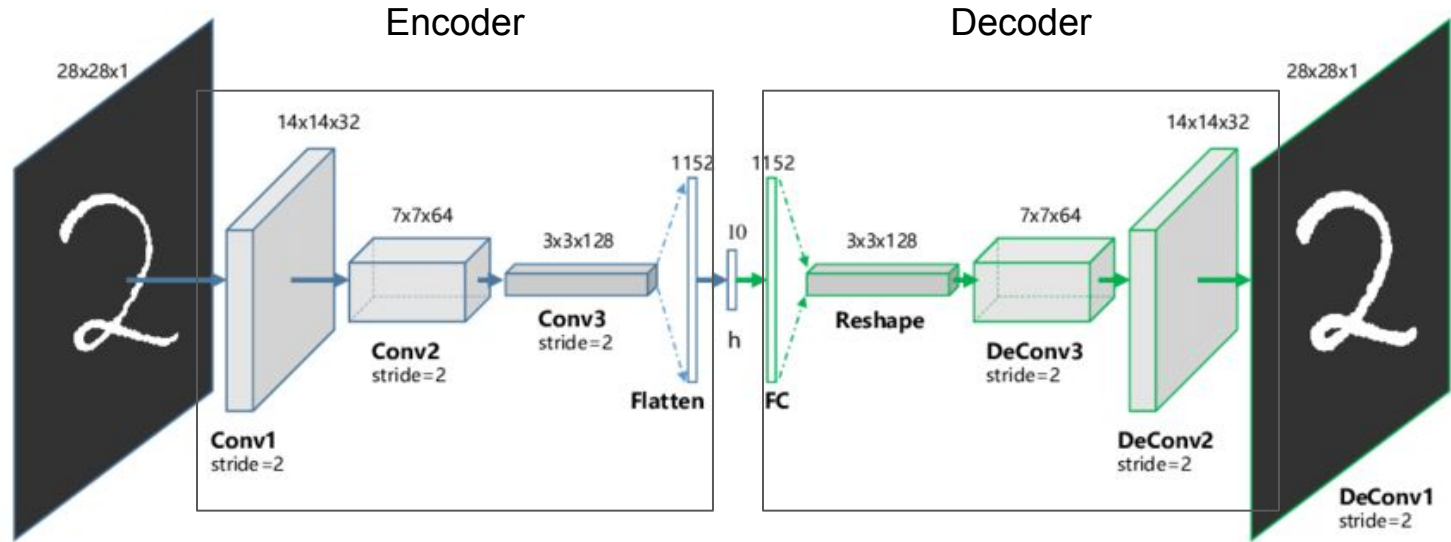 Encoder
Decoder
28x28x1
14x14x32
7x7x64
3x3x128
1152
10
h
1152
3x3x128
7x7x64
14x14x32
28x28x1
Conv1
stride=2
Conv2
stride=2
Conv3
stride=2
Flatten
FC
Reshape
DeConv3
stride=2
DeConv2
stride=2
DeConv1
stride=2